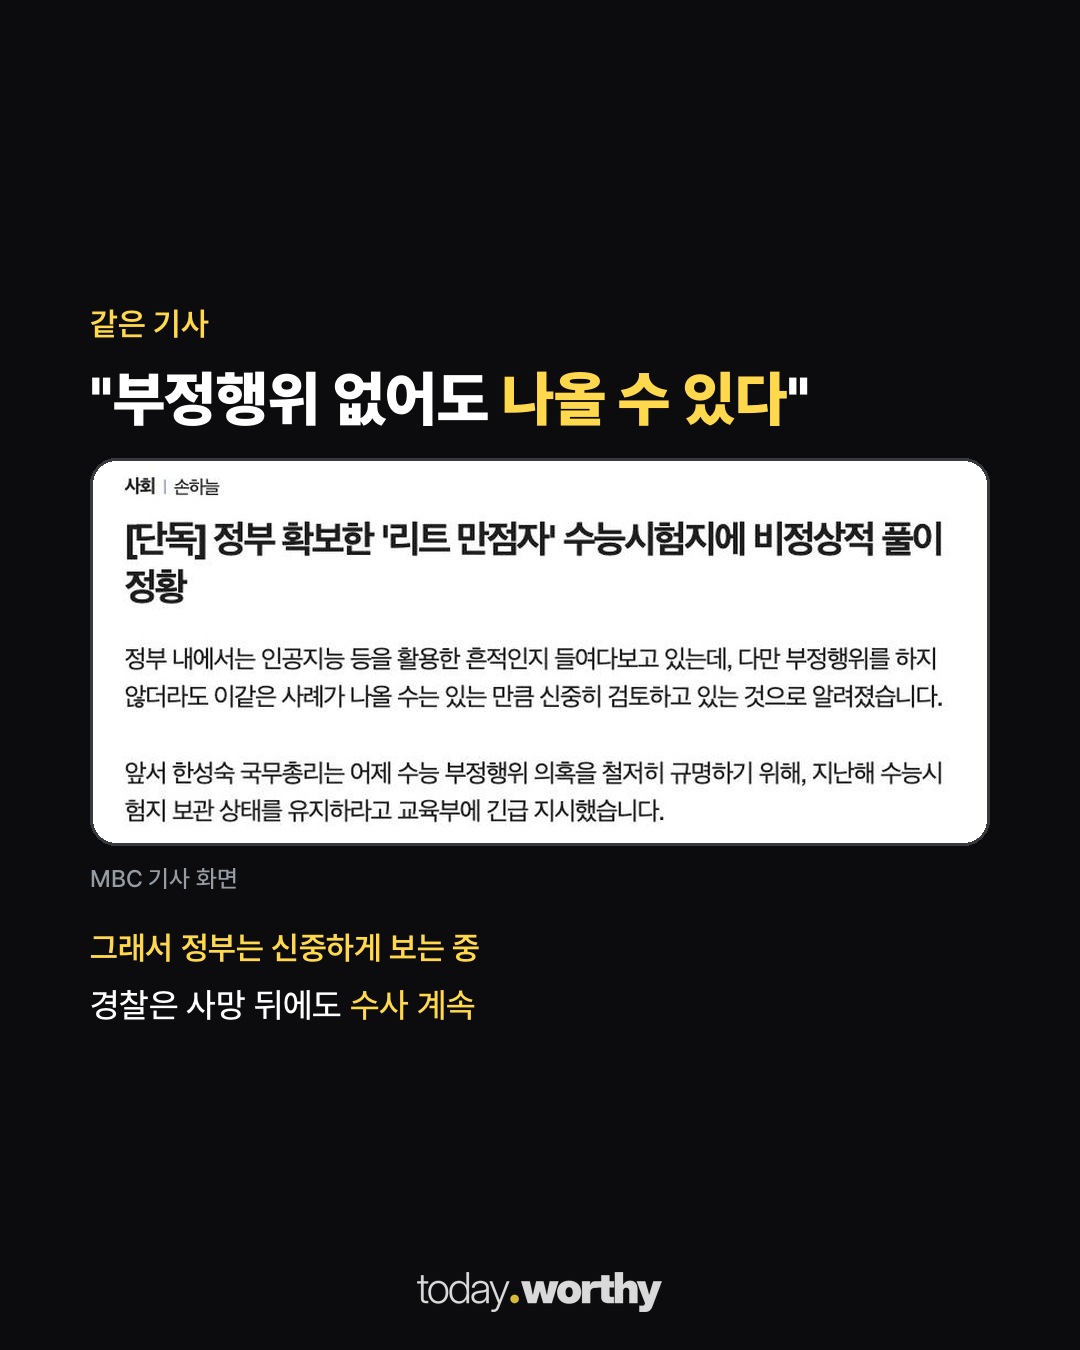 같은 기사
"부정행위 없어도 나올 수 있다"
사회 | 손하늘
[단독] 정부 확보한 '리트 만점자' 수능시험지에 비정상적 풀이
정황
정부 내에서는 인공지능 등을 활용한 흔적인지 들여다보고 있는데, 다만 부정행위를 하지
않더라도 이같은 사례가 나올 수는 있는 만큼 신중히 검토하고 있는 것으로 알려졌습니다.
앞서 한성숙 국무총리는 어제 수능 부정행위 의혹을 철저히 규명하기 위해, 지난해 수능시
험지 보관 상태를 유지하라고 교육부에 긴급 지시했습니다.
MBC 기사 화면
그래서 정부는 신중하게 보는 중
경찰은 사망 뒤에도 수사 계속
today.worthy